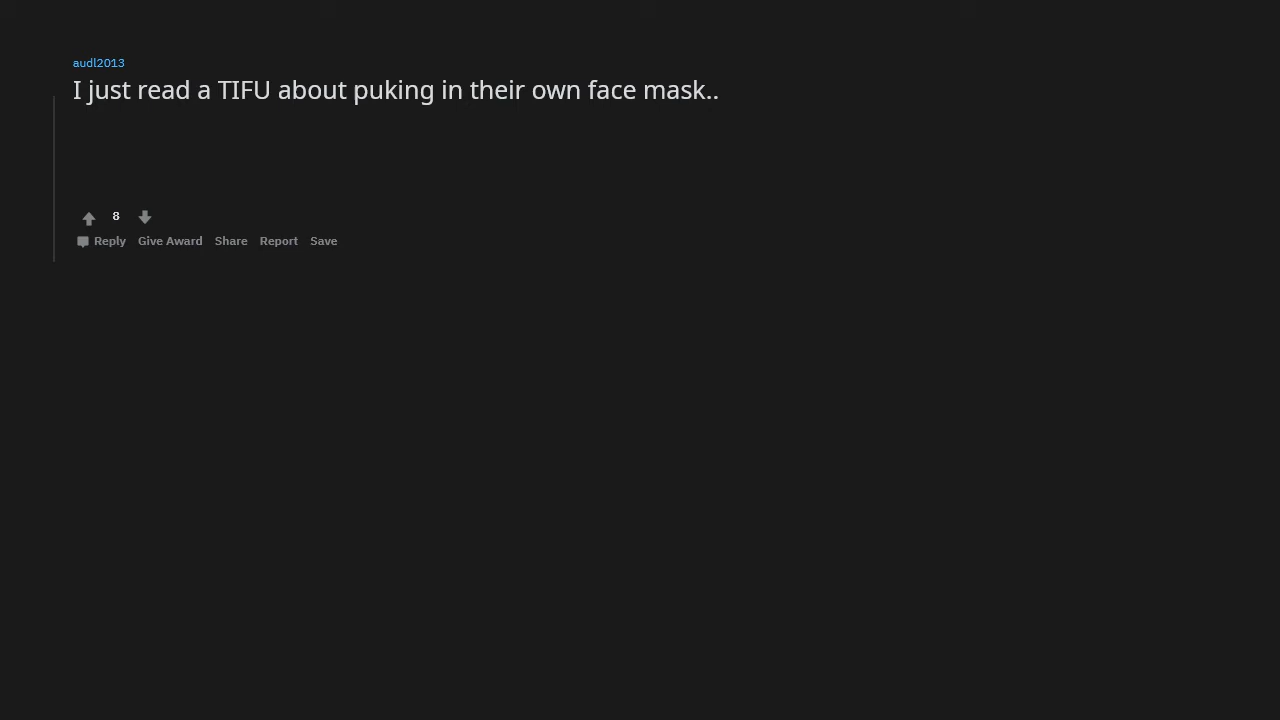 audl2013
I just read a TIFU about puking in their own face mask..
8
Reply Give Award Share Report Save